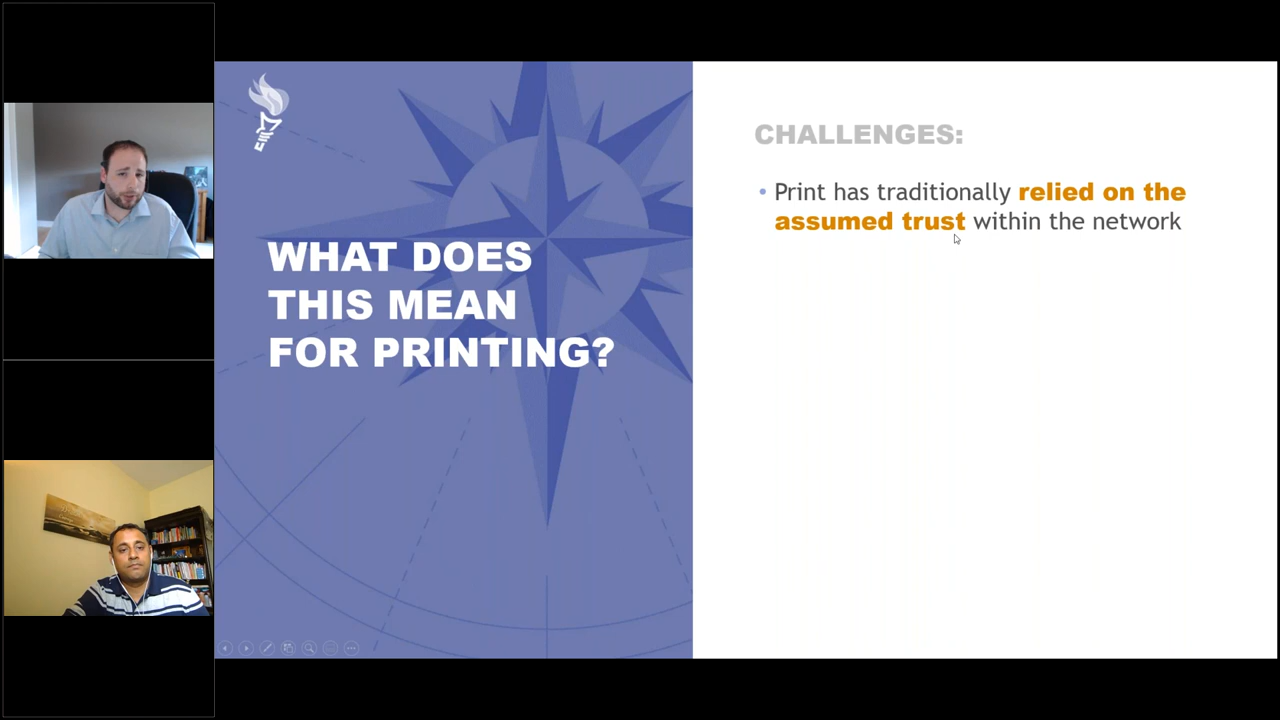 WHAT DOES
THIS MEAN
FOR PRINTING?
CHALLENGES:
• Print has traditionally relied on the
assumed trust within the network